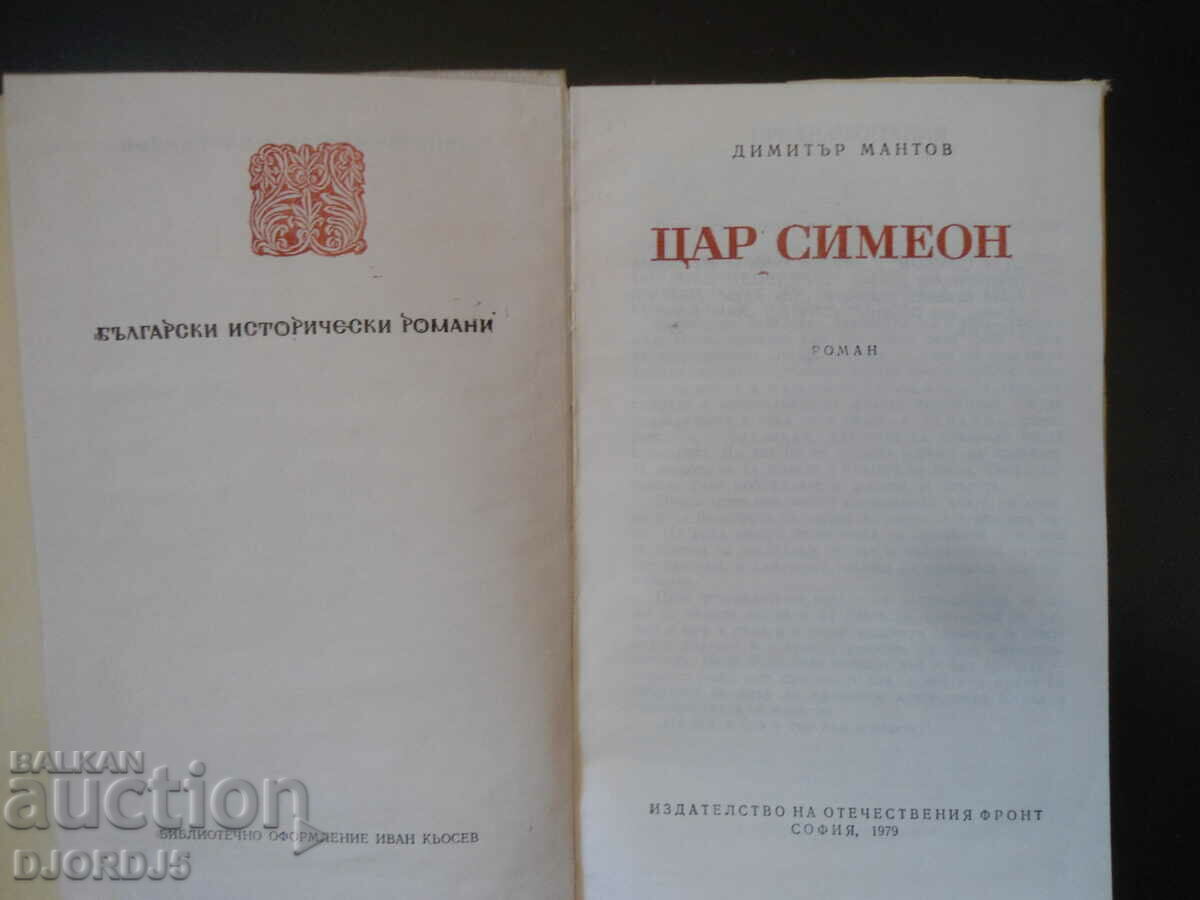 БЪЛГАРСКИ ИСТОРИЧЕСКИ РОМАНИ
БИБЛИОТЕЧНО ОФОРМЛЕНИЕ ИВАН КЬОСЕВ
ДИМИТЪР МАНТОВ
ЦАР СИМЕОН
РОМАН
ИЗДАТЕЛСТВО НА ОТЕЧЕСТВЕНИЯ ФРОНТ
СОФИЯ, 1979
BALKAN
auction
DJORDJ5